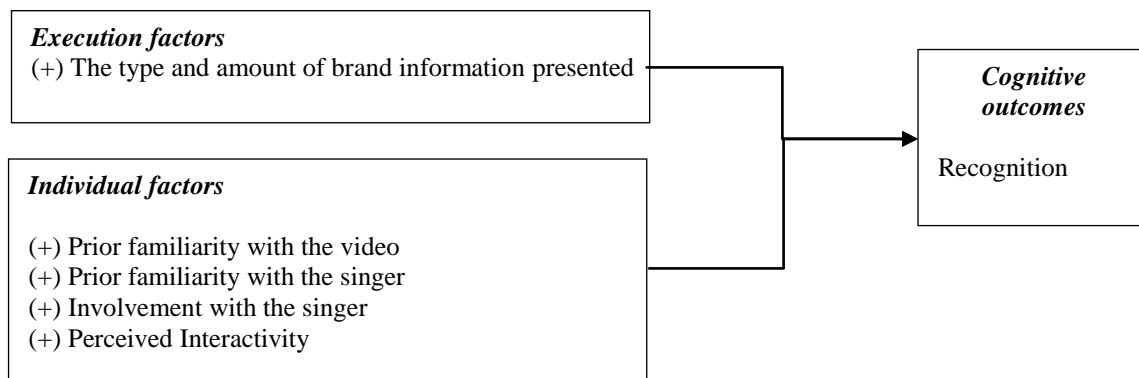 Execution factors
(+) The type and amount of brand information presented
Individual factors
(+) Prior familiarity with the video
(+) Prior familiarity with the singer
(+) Involvement with the singer
(+) Perceived Interactivity
Cognitive
outcomes
Recognition